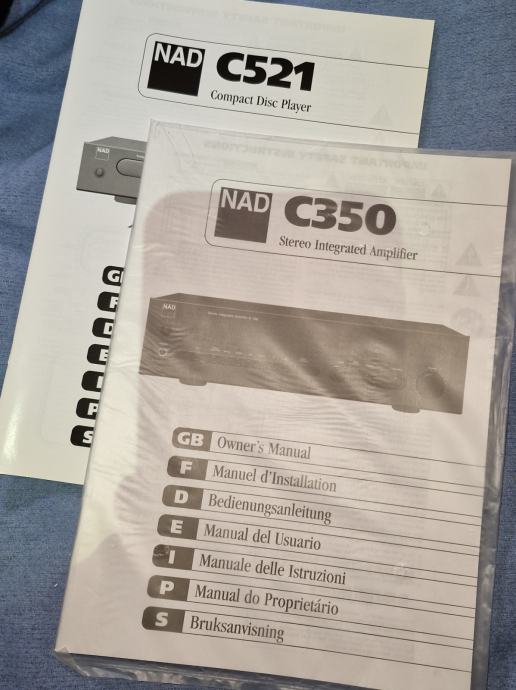 NAD C521
Compact Disc Player
NAD
GB
F
D
E
I
P
S
NAD C350
Stereo Integrated Amplifier
NAD
GB Owner's Manual
F Manuel d'Installation
D Bedienungsanleitung
E Manual del Usuario
I Manuale delle Istruzioni
P Manual do Proprietário
S Bruksanvisning